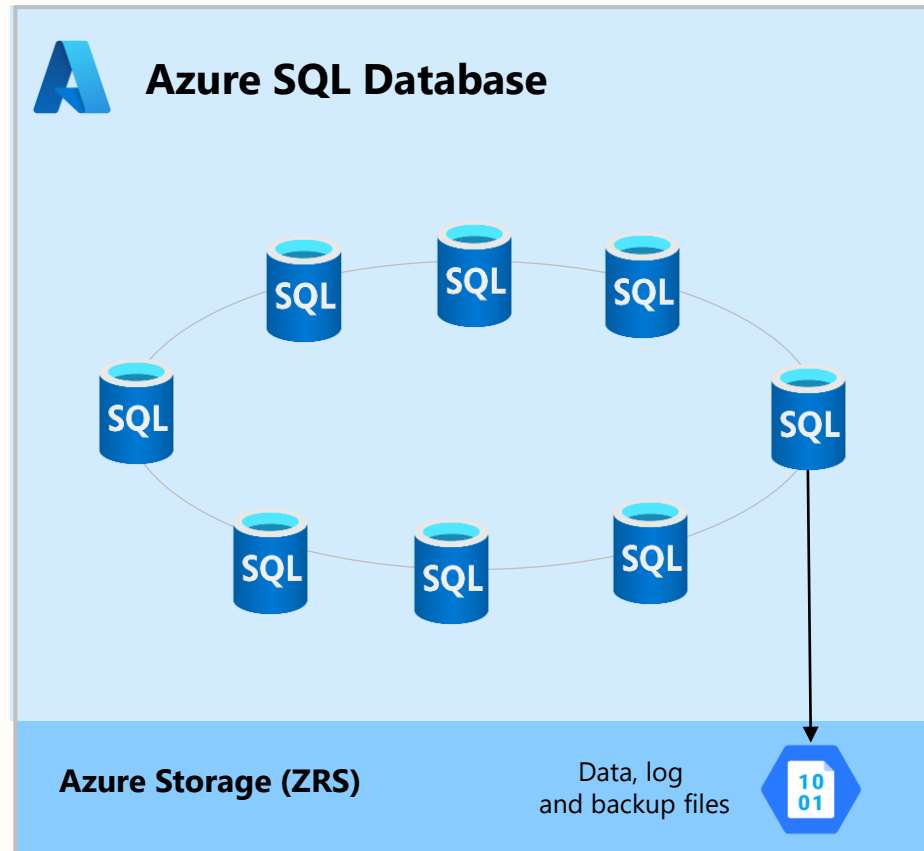 Azure SQL Database
SQL
SQL
SQL
SQL
SQL
SQL
SQL
SQL
Azure Storage (ZRS)
Data, log
and backup files
10
01